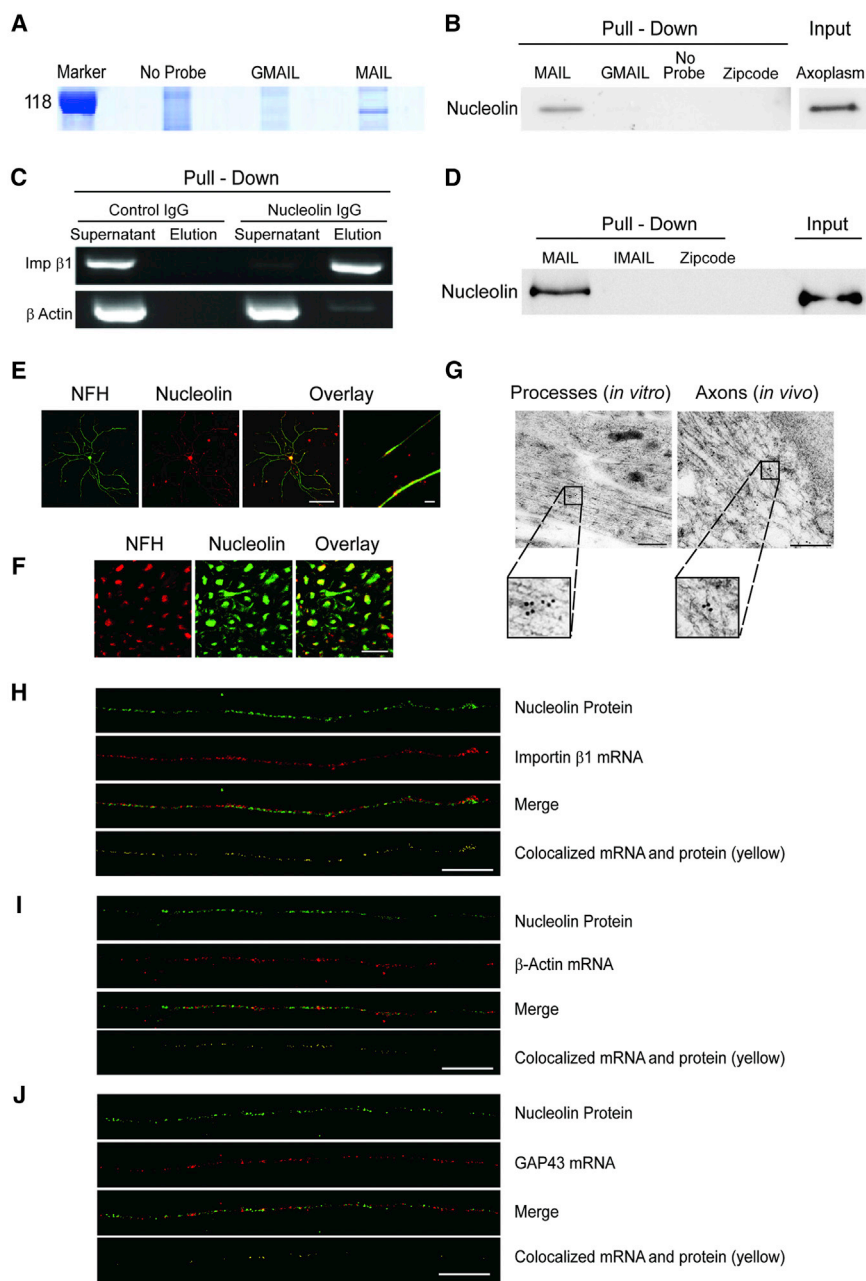 A
Marker No Probe GMAIL MAIL
118
B
Pull - Down Input
MAIL GMAIL No Probe Zipcode Axoplasm
Nucleolin
C
Pull - Down
Control IgG Nucleolin IgG
Supernatant Elution Supernatant Elution
Imp β1
β Actin
D
Pull - Down Input
MAIL IMAIL Zipcode
Nucleolin
E
NFH Nucleolin Overlay
F
NFH Nucleolin Overlay
G
Processes (in vitro) Axons (in vivo)
H
Nucleolin Protein
Importin β1 mRNA
Merge
Colocalized mRNA and protein (yellow)
I
Nucleolin Protein
β-Actin mRNA
Merge
Colocalized mRNA and protein (yellow)
J
Nucleolin Protein
GAP43 mRNA
Merge
Colocalized mRNA and protein (yellow)